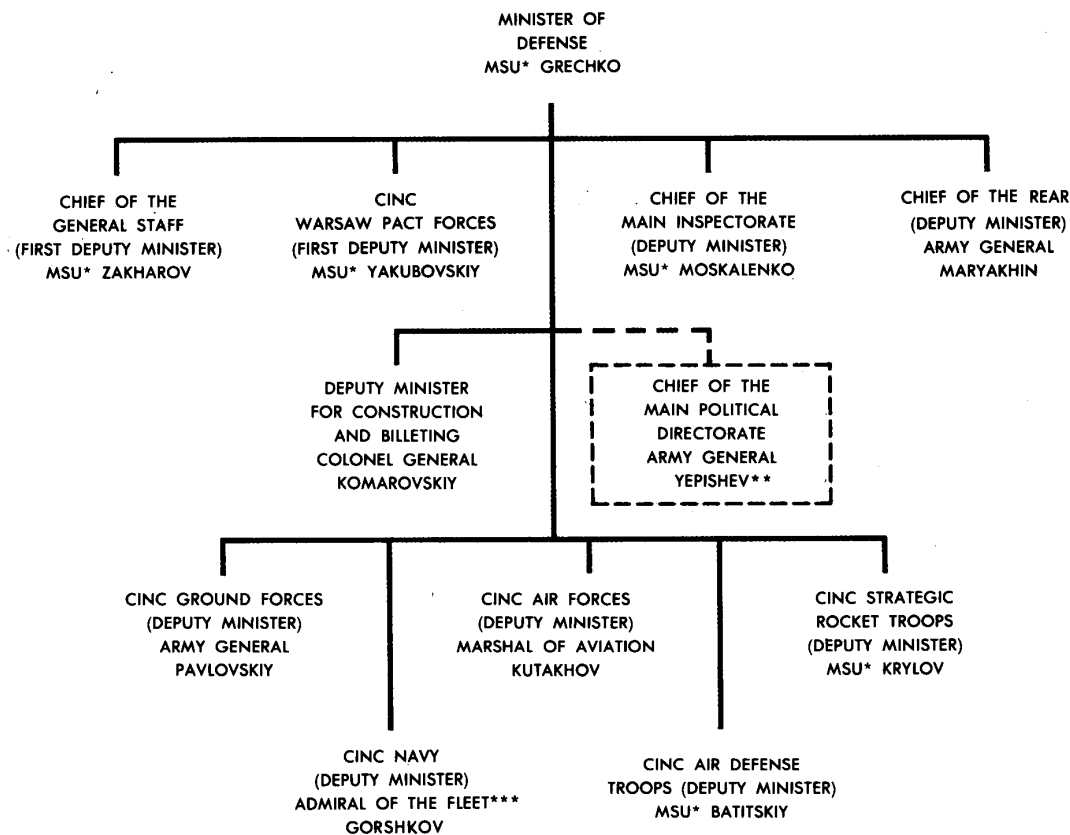 MINISTER OF
DEFENSE
MSU* GRECHKO
CHIEF OF THE
GENERAL STAFF
(FIRST DEPUTY MINISTER)
MSU* ZAKHAROV
CINC
WARSAW PACT FORCES
(FIRST DEPUTY MINISTER)
MSU* YAKUBOVSKIY
CHIEF OF THE
MAIN INSPECTORATE
(DEPUTY MINISTER)
MSU* MOSKALENKO
CHIEF OF THE REAR
(DEPUTY MINISTER)
ARMY GENERAL
MARYAKHIN
DEPUTY MINISTER
FOR CONSTRUCTION
AND BILLETING
COLONEL GENERAL
KOMAROVSKIY
CHIEF OF THE
MAIN POLITICAL
DIRECTORATE
ARMY GENERAL
YEPISHEV**
CINC GROUND FORCES
(DEPUTY MINISTER)
ARMY GENERAL
PAVLOVSKIY
CINC AIR FORCES
(DEPUTY MINISTER)
MARSHAL OF AVIATION
KUTAKHOV
CINC STRATEGIC
ROCKET TROOPS
(DEPUTY MINISTER)
MSU* KRYLOV
CINC NAVY
(DEPUTY MINISTER)
ADMIRAL OF THE FLEET***
GORSHKOV
CINC AIR DEFENSE
TROOPS (DEPUTY MINISTER)
MSU* BATITSKIY